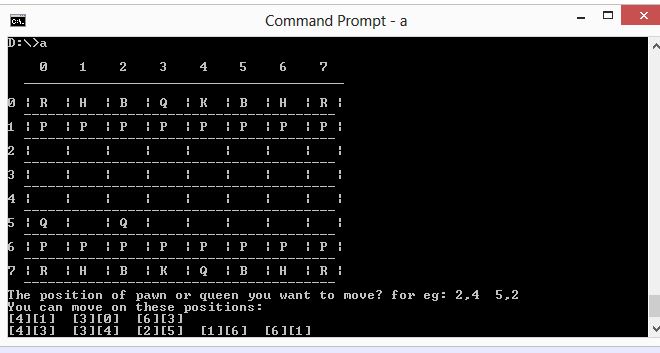 Command Prompt - a
D:\>a
0 1 2 3 4 5 6 7
0 ¦ R ¦ H ¦ B ¦ Q ¦ K ¦ B ¦ H ¦ R ¦
1 ¦ P ¦ P ¦ P ¦ P ¦ P ¦ P ¦ P ¦ P ¦
2 ¦ ¦ ¦ ¦ ¦ ¦ ¦ ¦ ¦
3 ¦ ¦ ¦ ¦ ¦ ¦ ¦ ¦ ¦
4 ¦ ¦ ¦ ¦ ¦ ¦ ¦ ¦ ¦
5 ¦ Q ¦ ¦ Q ¦ ¦ ¦ ¦ ¦ ¦
6 ¦ P ¦ P ¦ P ¦ P ¦ P ¦ P ¦ P ¦ P ¦
7 ¦ R ¦ H ¦ B ¦ K ¦ Q ¦ B ¦ H ¦ R ¦
The position of pawn or queen you want to move? for eg: 2,4 5,2
You can move on these positions:
[4][1] [3][0] [6][3]
[4][3] [3][4] [2][5] [1][6] [6][1]